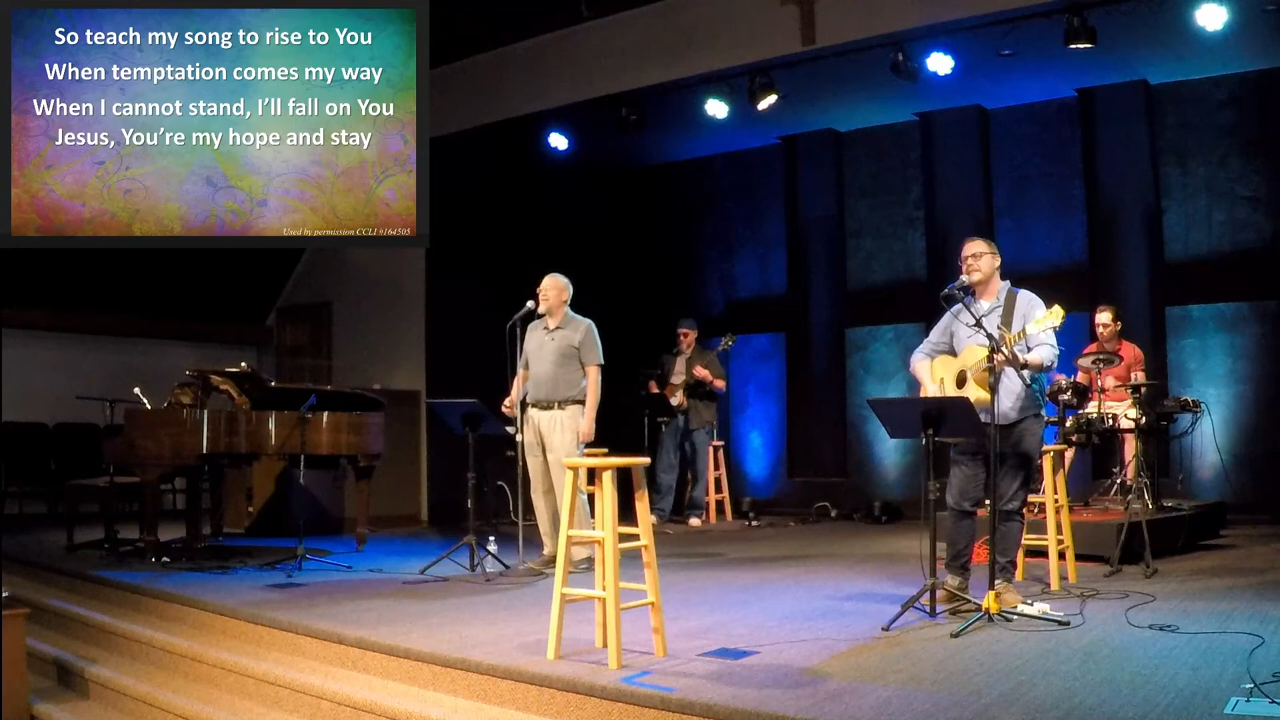 So teach my song to rise to You
When temptation comes my way
When I cannot stand, I'll fall on You
Jesus, You're my hope and stay
Used by permission CCLI #164505